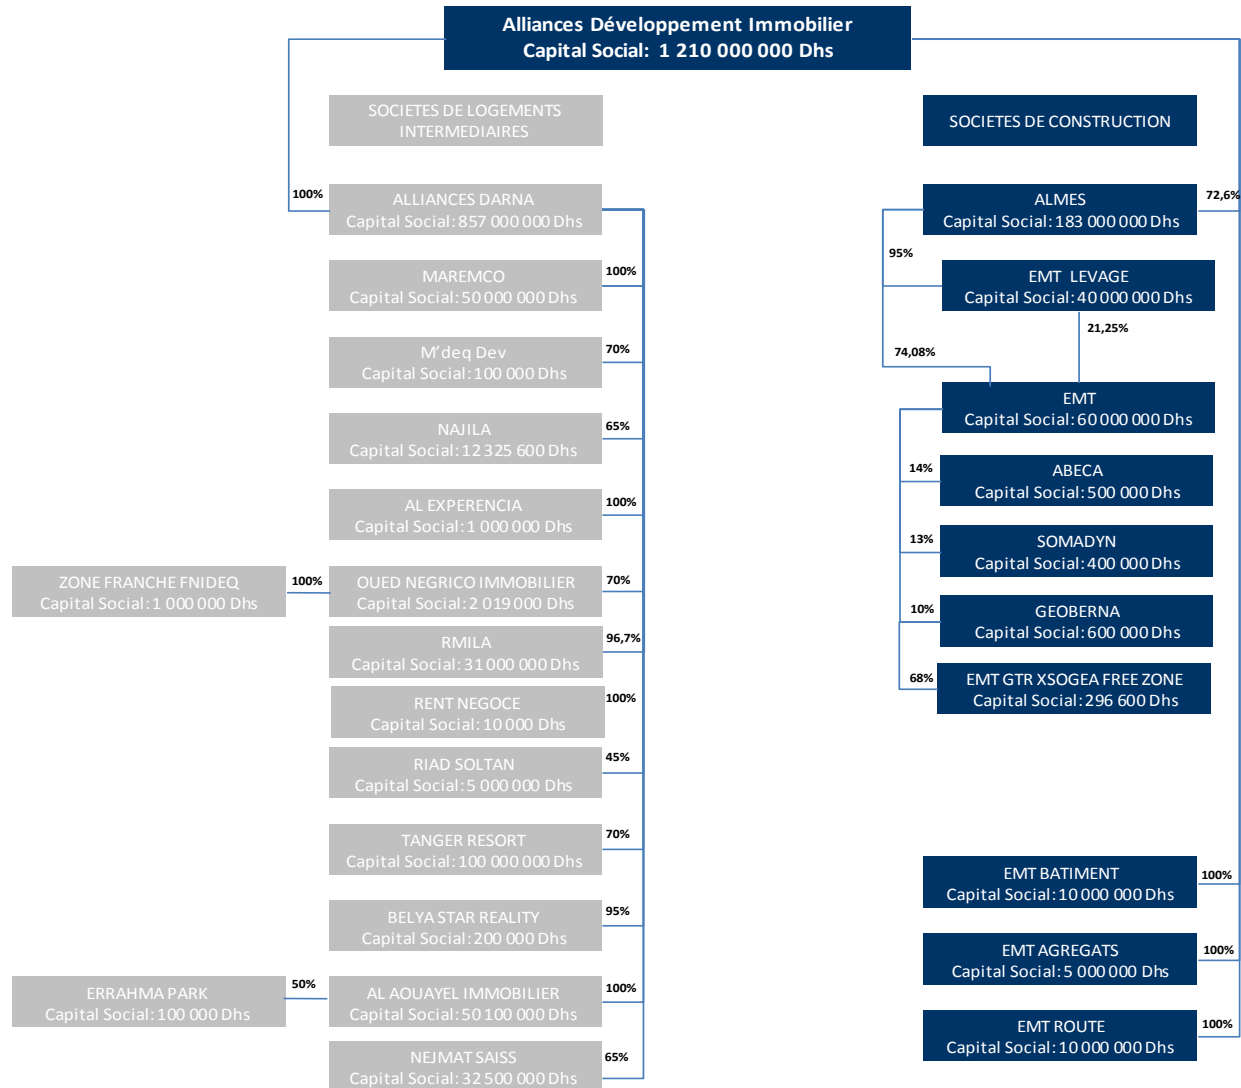 Alliances Développement Immobilier
Capital Social: 1 210 000 000 Dhs
SOCIETES DE LOGEMENTS
INTERMEDIAIRES
100%
ALLIANCES DARNA
Capital Social: 857 000 000 Dhs
MAREMCO
Capital Social: 50 000 000 Dhs
100%
M'deq Dev
Capital Social: 100 000 Dhs
70%
NAJILA
Capital Social: 12 325 600 Dhs
65%
AL EXPERENCIA
Capital Social: 1 000 000 Dhs
100%
ZONE FRANCHE FNIDEQ
Capital Social: 1 000 000 Dhs
100%
OUED NEGRICO IMMOBILIER
Capital Social: 2 019 000 Dhs
70%
RMILA
Capital Social: 31 000 000 Dhs
96,7%
RENT NEGOCE
Capital Social: 10 000 Dhs
100%
RIAD SOLTAN
Capital Social: 5 000 000 Dhs
45%
TANGER RESORT
Capital Social: 100 000 000 Dhs
70%
BELYA STAR REALITY
Capital Social: 200 000 Dhs
95%
ERRAHMA PARK
Capital Social: 100 000 Dhs
50%
AL AOUAYEL IMMOBILIER
Capital Social: 50 100 000 Dhs
100%
NEJMAT SAISS
Capital Social: 32 500 000 Dhs
65%
SOCIETES DE CONSTRUCTION
ALMES
Capital Social: 183 000 000 Dhs
72,6%
95%
EMT LEVAGE
Capital Social: 40 000 000 Dhs
21,25%
74,08%
EMT
Capital Social: 60 000 000 Dhs
14%
ABECA
Capital Social: 500 000 Dhs
13%
SOMADYN
Capital Social: 400 000 Dhs
10%
GEOBERNA
Capital Social: 600 000 Dhs
68%
EMT GTR XSOGEA FREE ZONE
Capital Social: 296 600 Dhs
EMT BATIMENT
Capital Social: 10 000 000 Dhs
100%
EMT AGREGATS
Capital Social: 5 000 000 Dhs
100%
EMT ROUTE
Capital Social: 10 000 000 Dhs
100%